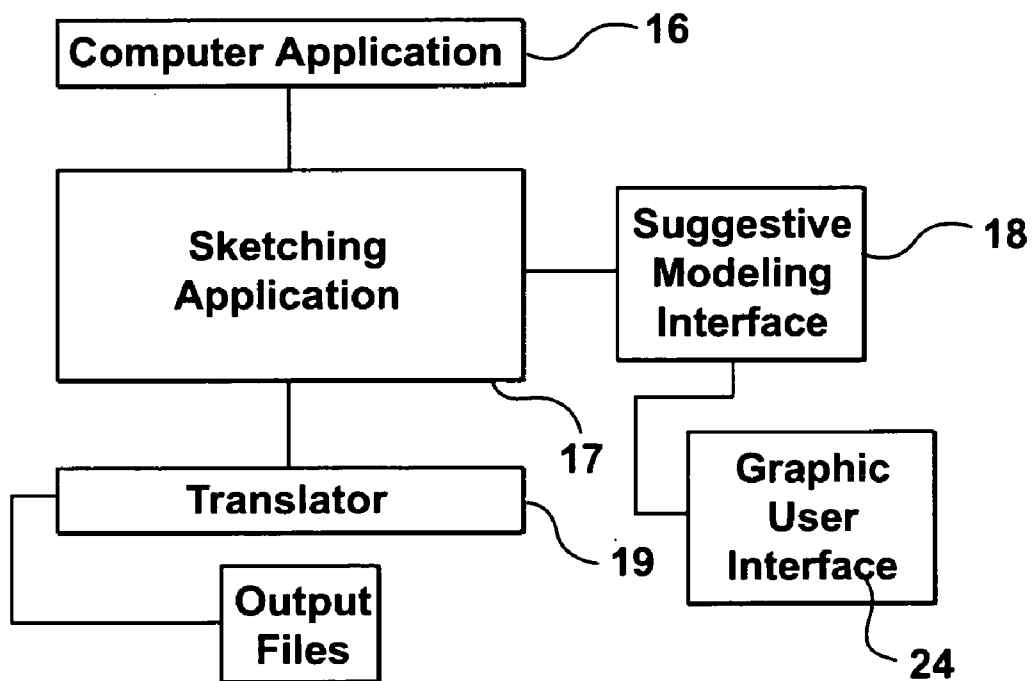 Computer Application
16
Sketching
Application
17
Suggestive
Modeling
Interface
18
Translator
19
Graphic
User
Interface
24
Output
Files